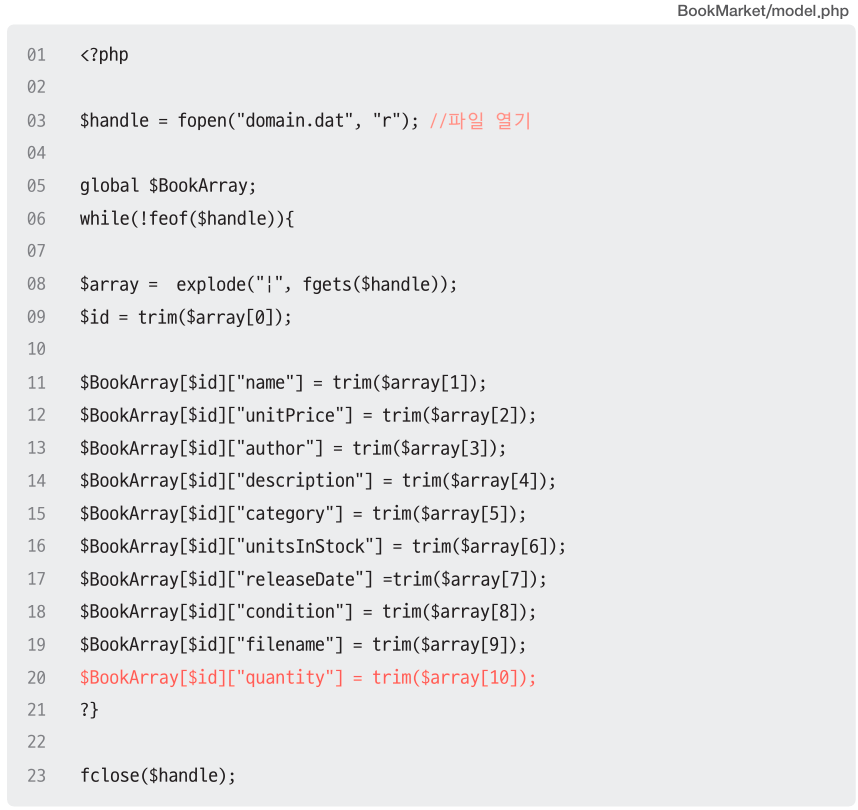 BookMarket/model.php
01 <?php
02
03 $handle = fopen("domain.dat", "r"); //파일 열기
04
05 global $BookArray;
06 while(!feof($handle)){
07
08 $array =  explode("¦", fgets($handle));
09 $id = trim($array[0]);
10
11 $BookArray[$id]["name"] = trim($array[1]);
12 $BookArray[$id]["unitPrice"] = trim($array[2]);
13 $BookArray[$id]["author"] = trim($array[3]);
14 $BookArray[$id]["description"] = trim($array[4]);
15 $BookArray[$id]["category"] = trim($array[5]);
16 $BookArray[$id]["unitsInStock"] = trim($array[6]);
17 $BookArray[$id]["releaseDate"] =trim($array[7]);
18 $BookArray[$id]["condition"] = trim($array[8]);
19 $BookArray[$id]["filename"] = trim($array[9]);
20 $BookArray[$id]["quantity"] = trim($array[10]);
21 ?}
22
23 fclose($handle);